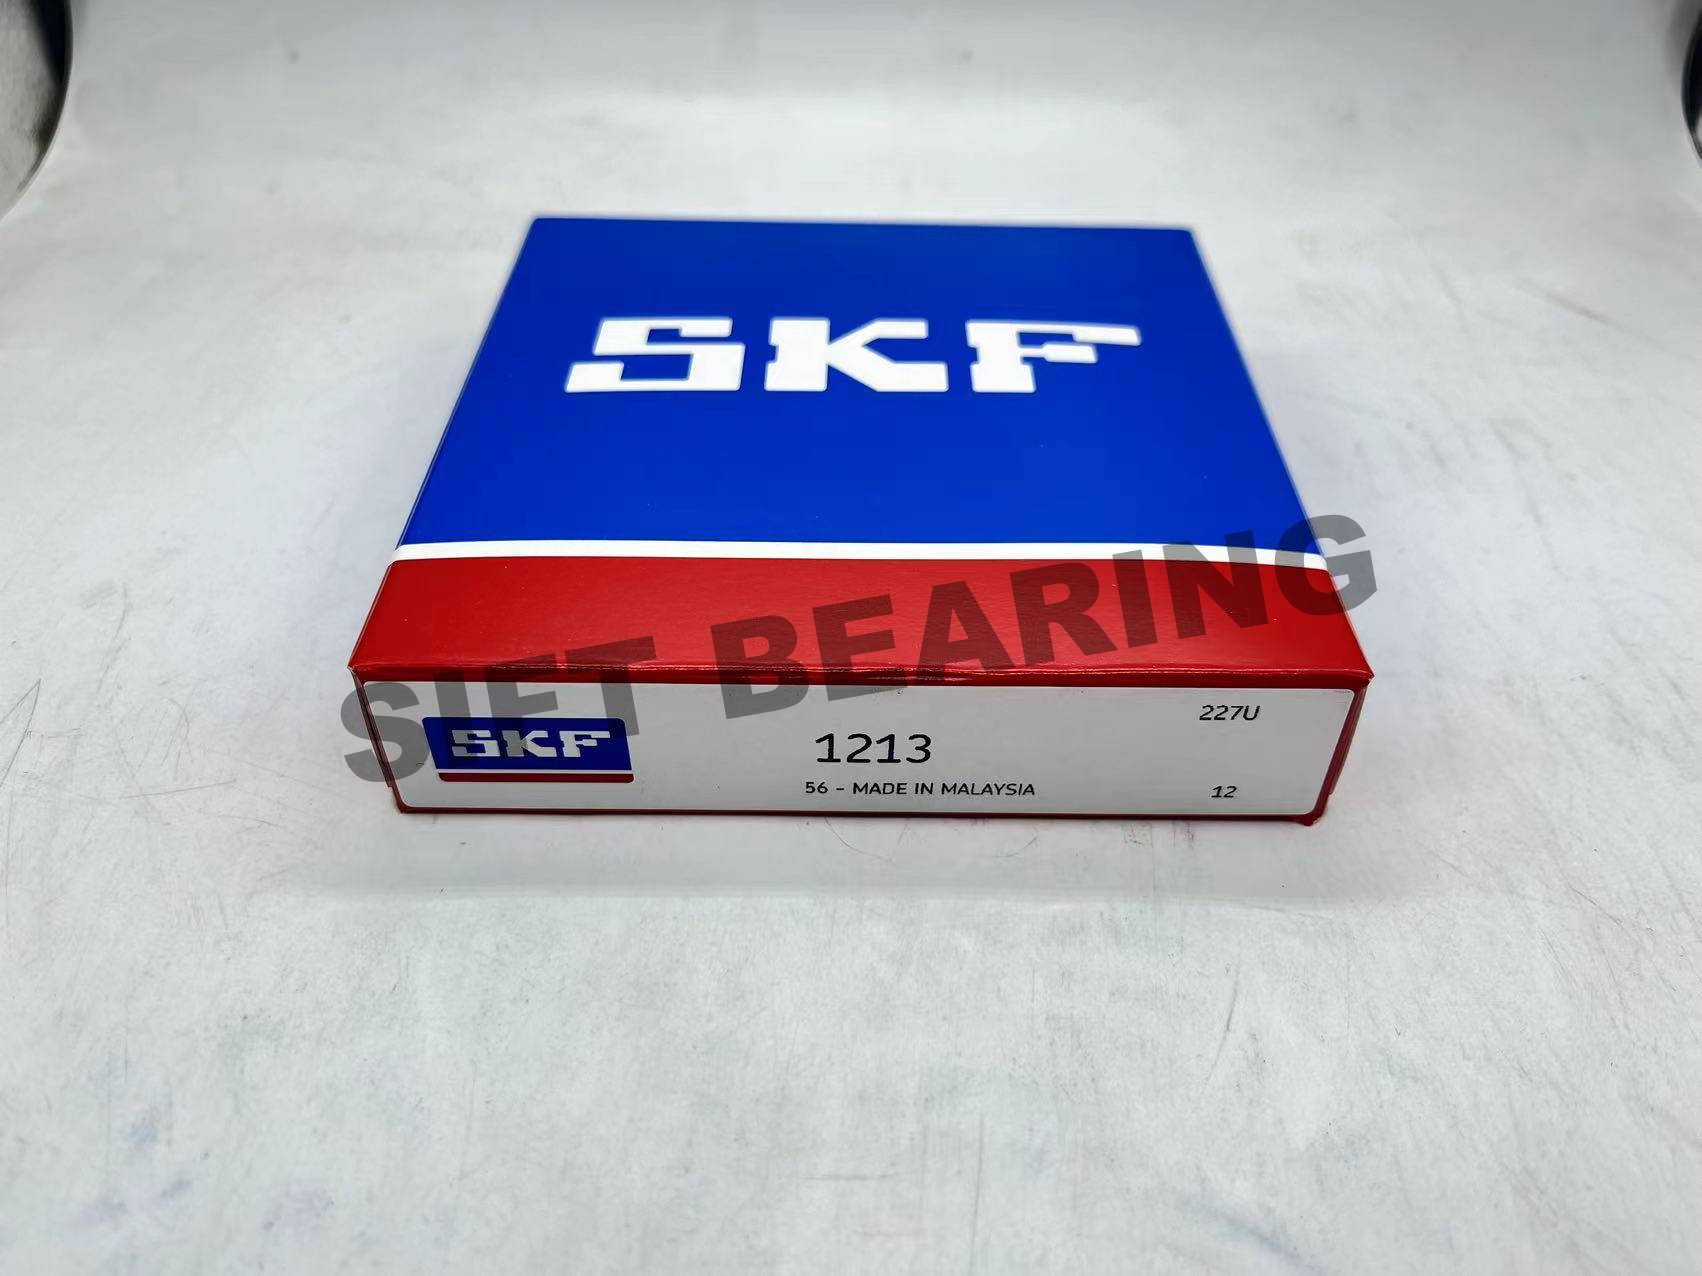 SKF
SIFT BEARING
SKF
1213
227U
56 - MADE IN MALAYSIA
12